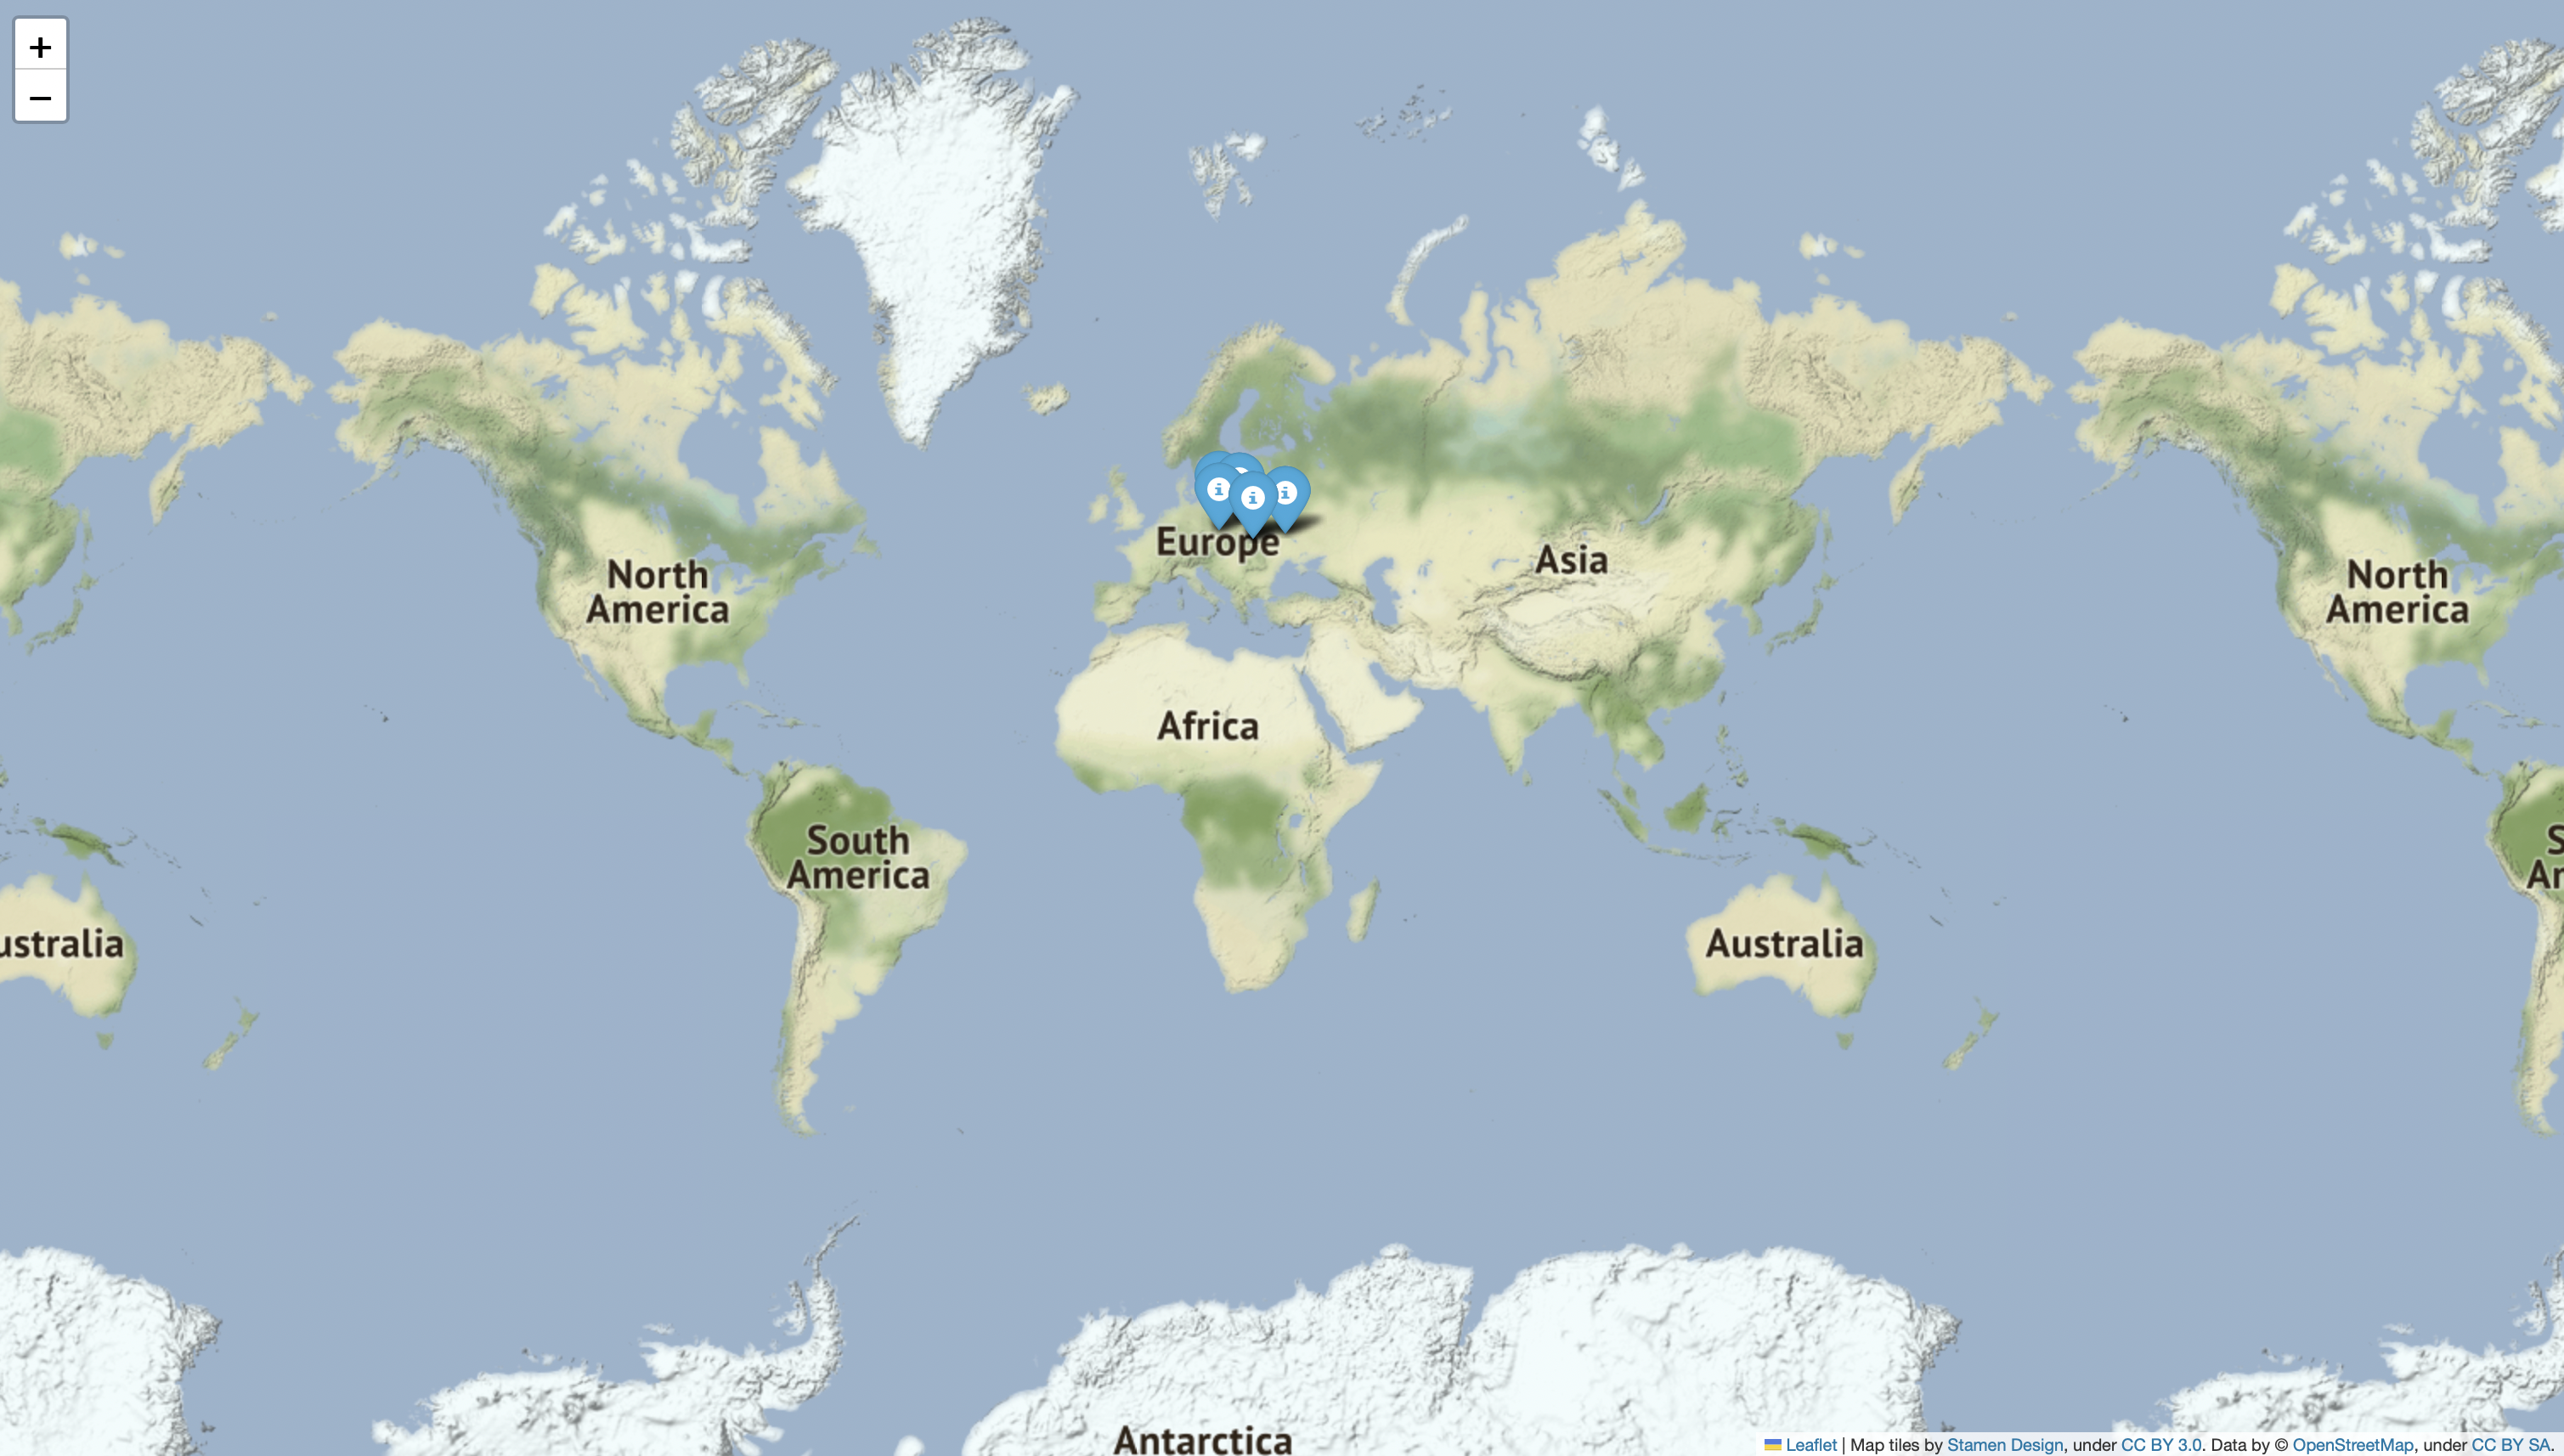 +
−
North
America
Europe
Asia
North
America
Africa
South
America
S
Ar
ustralia
Australia
Antarctica
Leaflet | Map tiles by Stamen Design, under CC BY 3.0. Data by © OpenStreetMap, under CC BY SA.